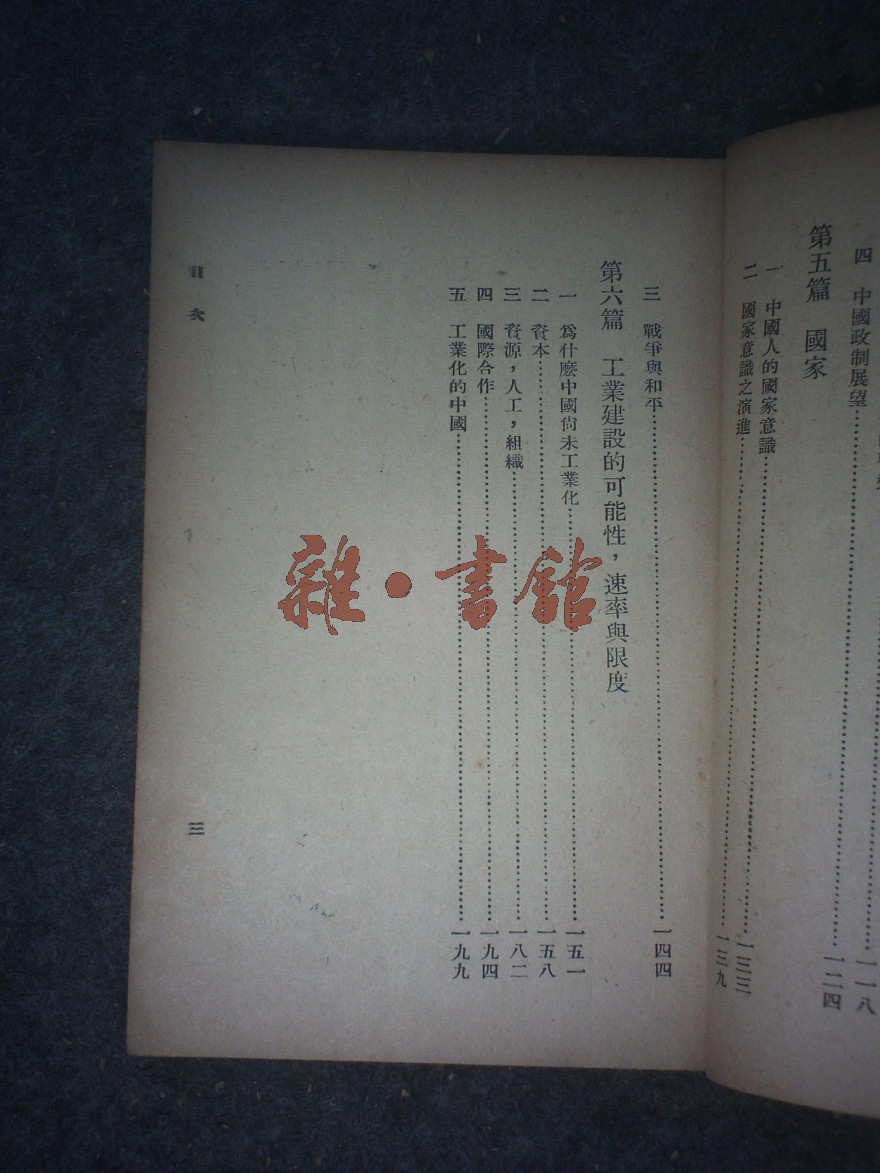 一一八
四 中國政制展望……一二四
第五篇 國家
一 中國人的國家意識……一三三
二 國家意識之演進……一三九
三 戰爭與和平……一四四
第六篇 工業建設的可能性，速率與限度
一 爲什麽中國尙未工業化……一五一
二 資本……一五八
三 資源，人工，組織……一八二
四 國際合作……一九四
五 工業化的中國……一九九
目次 三
雜·書館